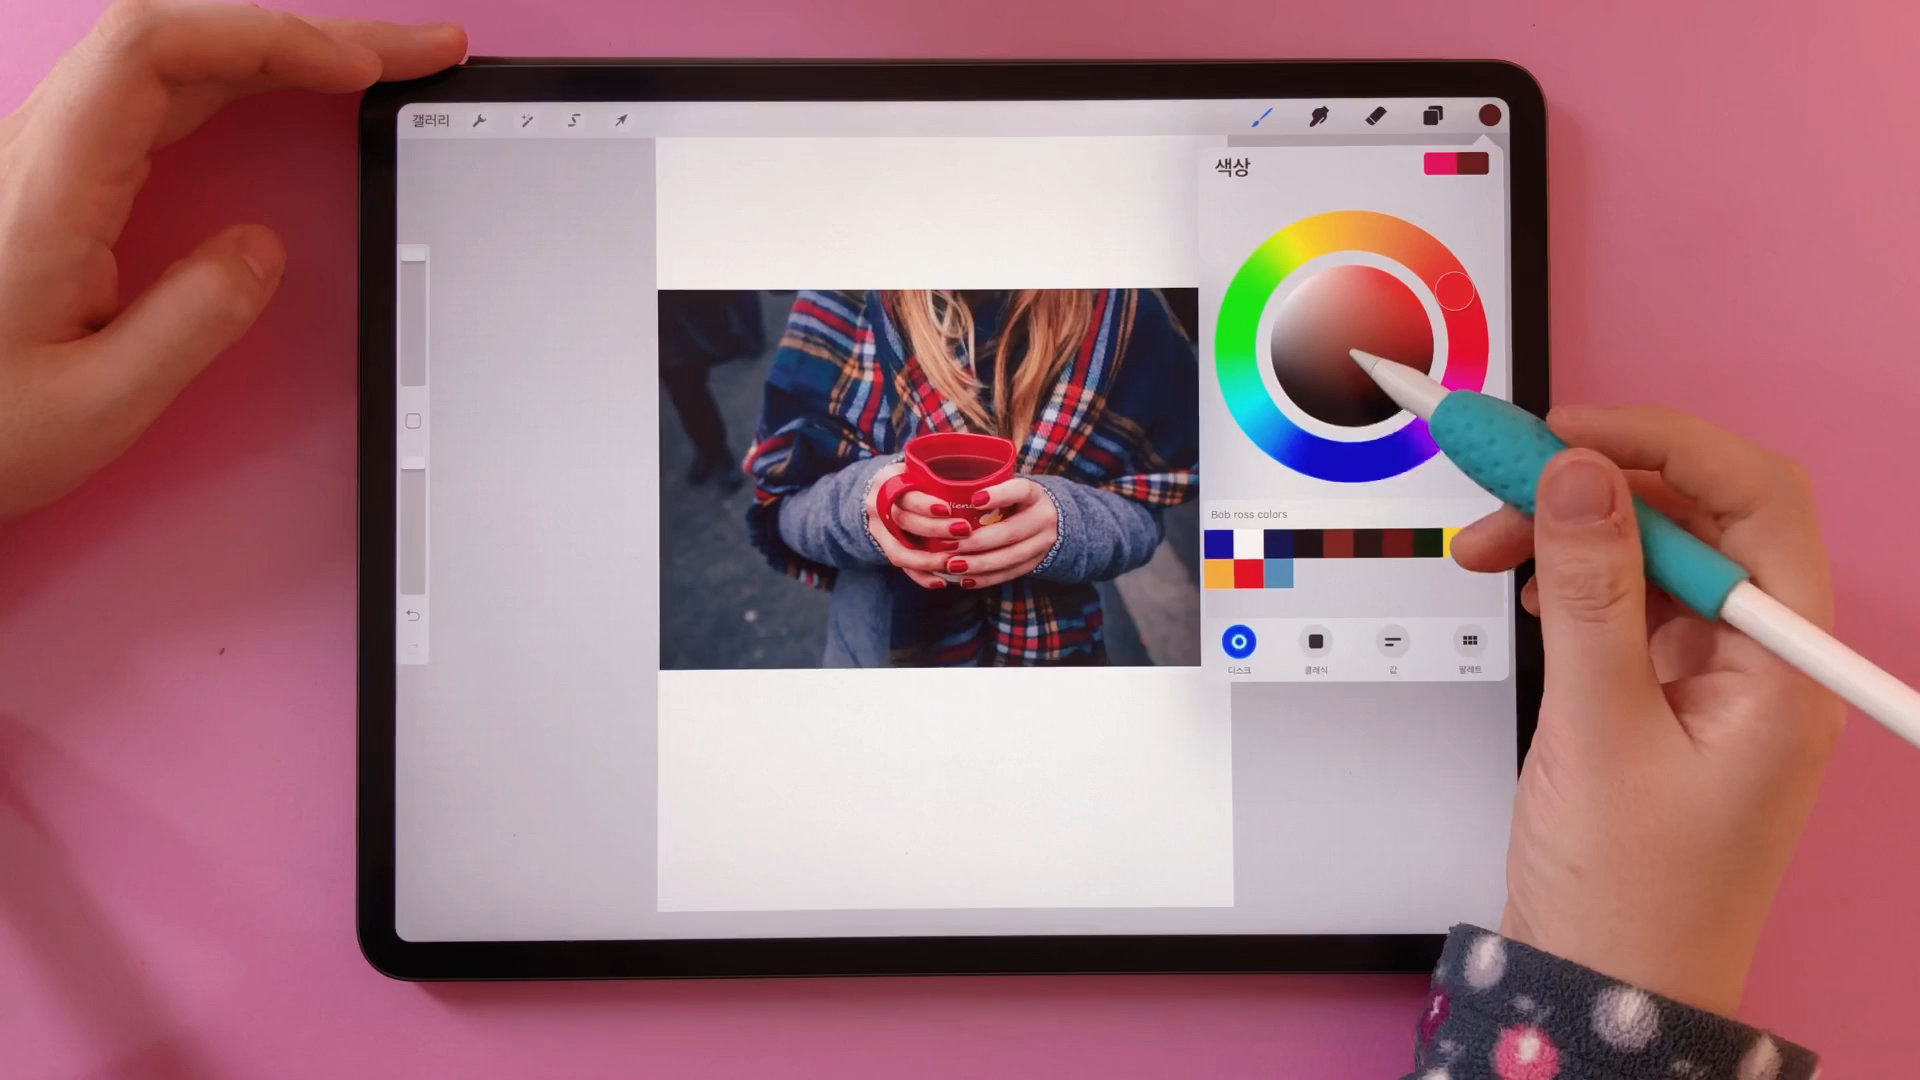 갤러리
색상
Bob ross colors
디스크
클래식
값
팔레트